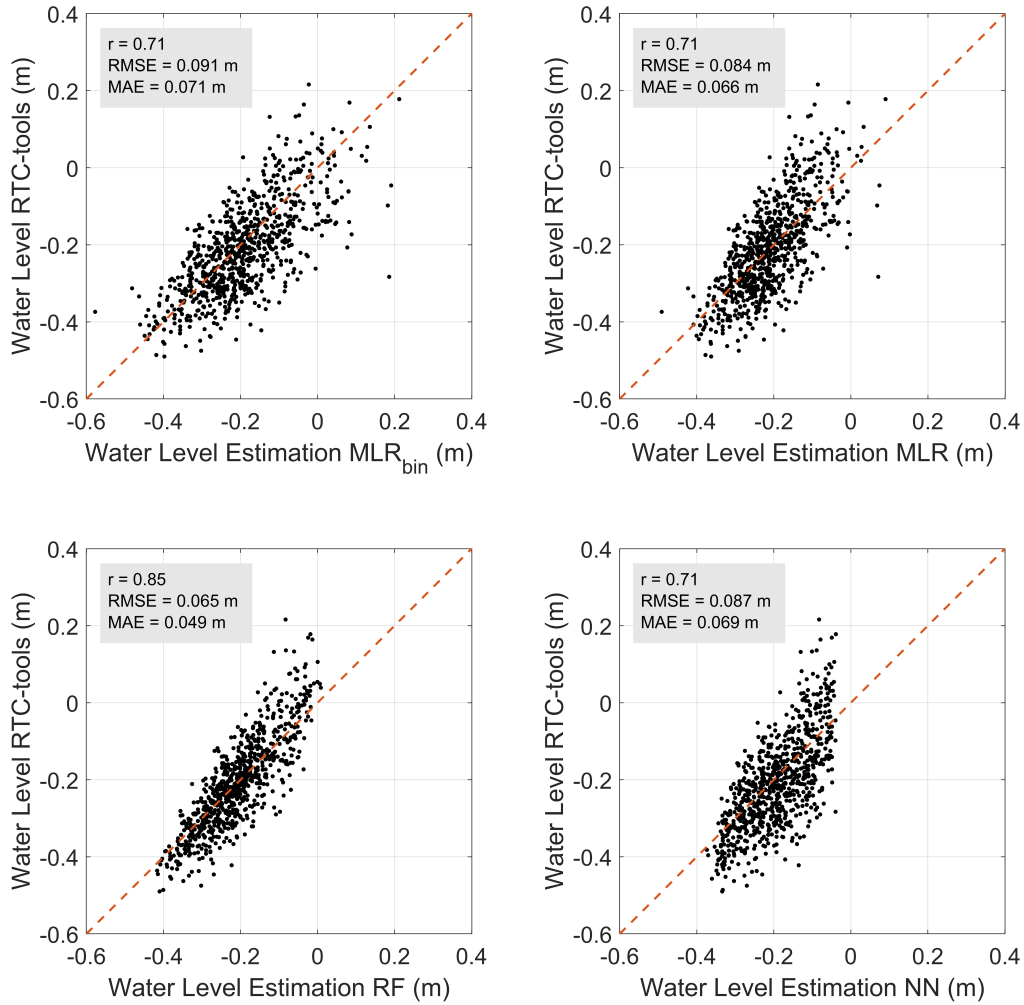 r = 0.71
RMSE = 0.091 m
MAE = 0.071 m
0.4
0.2
0
-0.2
-0.4
-0.6
-0.6 -0.4 -0.2 0 0.2 0.4
Water Level RTC-tools (m)
Water Level Estimation MLR_bin (m)
r = 0.71
RMSE = 0.084 m
MAE = 0.066 m
0.4
0.2
0
-0.2
-0.4
-0.6
-0.6 -0.4 -0.2 0 0.2 0.4
Water Level RTC-tools (m)
Water Level Estimation MLR (m)
r = 0.85
RMSE = 0.065 m
MAE = 0.049 m
0.4
0.2
0
-0.2
-0.4
-0.6
-0.6 -0.4 -0.2 0 0.2 0.4
Water Level RTC-tools (m)
Water Level Estimation RF (m)
r = 0.71
RMSE = 0.087 m
MAE = 0.069 m
0.4
0.2
0
-0.2
-0.4
-0.6
-0.6 -0.4 -0.2 0 0.2 0.4
Water Level RTC-tools (m)
Water Level Estimation NN (m)